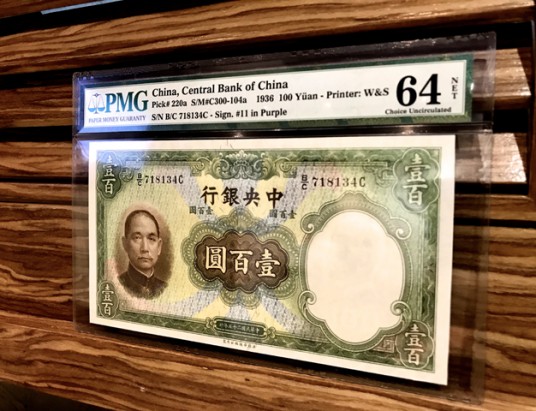 PMG
PAPER MONEY GUARANTY
China, Central Bank of China
Pick# 220a S/M#C300-104a 1936 100 Yüan - Printer: W&S
S/N B/C 718134C - Sign. #11 in Purple
64 NET
Choice Uncirculated
B/C 718134C
B/C 718134C
行銀央中
圓百壹
圓百壹
圓百壹
壹百
壹百
壹百
壹百